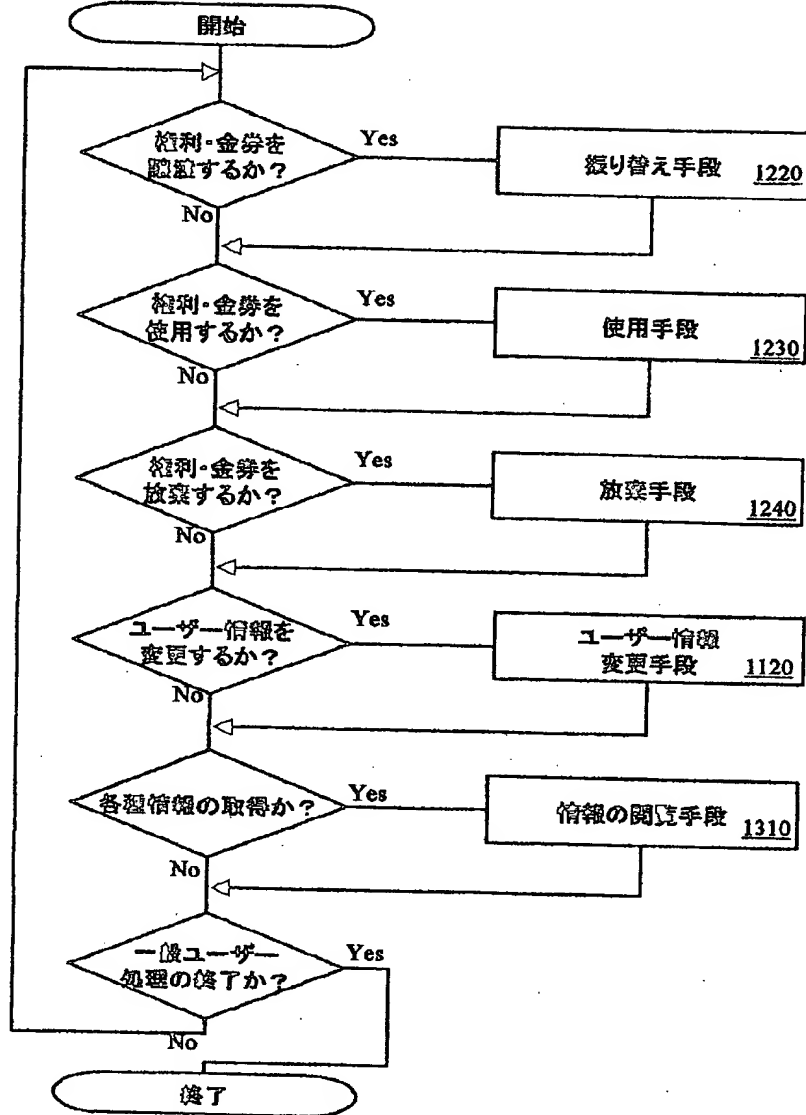 開始
権利・金券を
譲渡するか？
Yes
振り替え手段
1220
No
権利・金券を
使用するか？
Yes
使用手段
1230
No
権利・金券を
放棄するか？
Yes
放棄手段
1240
No
ユーザー情報を
変更するか？
Yes
ユーザー情報
変更手段
1120
No
各種情報の取得か？
Yes
情報の閲覧手段
1310
No
一般ユーザー
処理の終了か？
Yes
No
終了